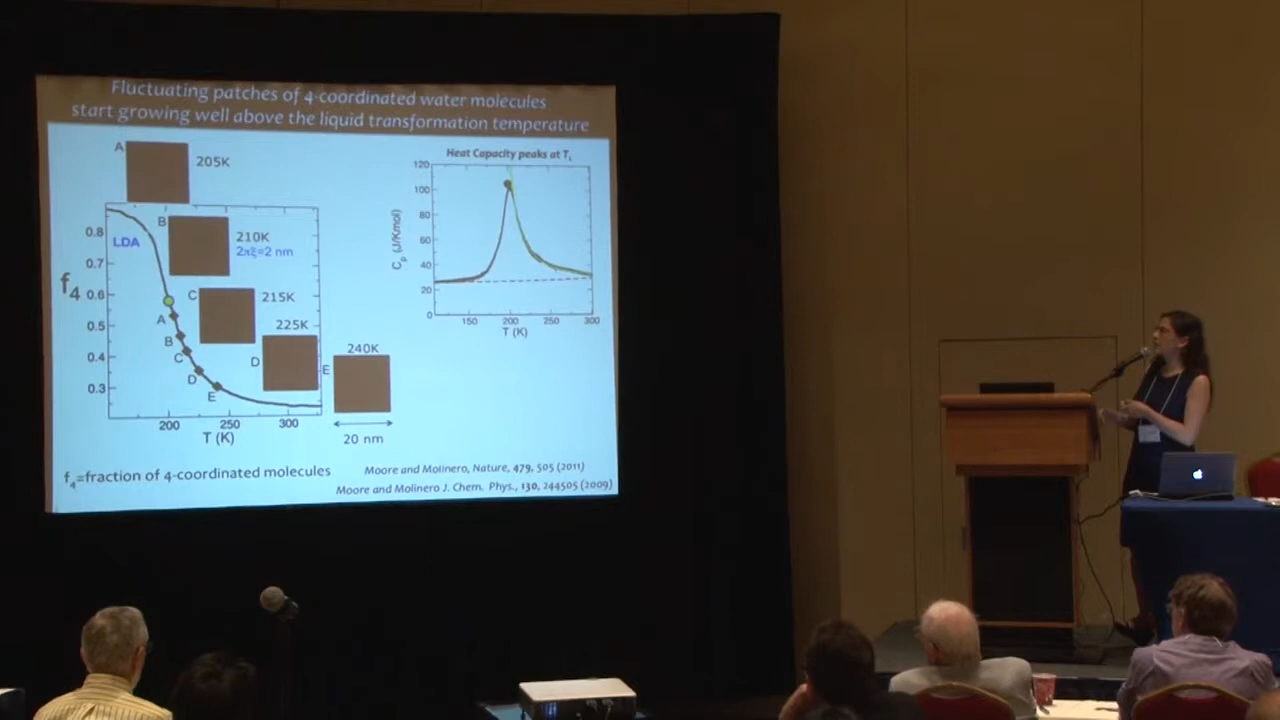 Fluctuating patches of 4-coordinated water molecules
start growing well above the liquid transformation temperature
A
205K
B
210K
2πξ=2 nm
C
215K
225K
D
240K
E
20 nm
LDA
f4
0.8
0.7
0.6
0.5
0.4
0.3
A
B
C
D
E
200
250
300
T (K)
Heat Capacity peaks at TL
Cp (J/Kmol)
120
100
80
60
40
20
0
150
200
250
300
T (K)
f4=fraction of 4-coordinated molecules
Moore and Molinero, Nature, 479, 505 (2011)
Moore and Molinero J. Chem. Phys., 130, 244505 (2009)